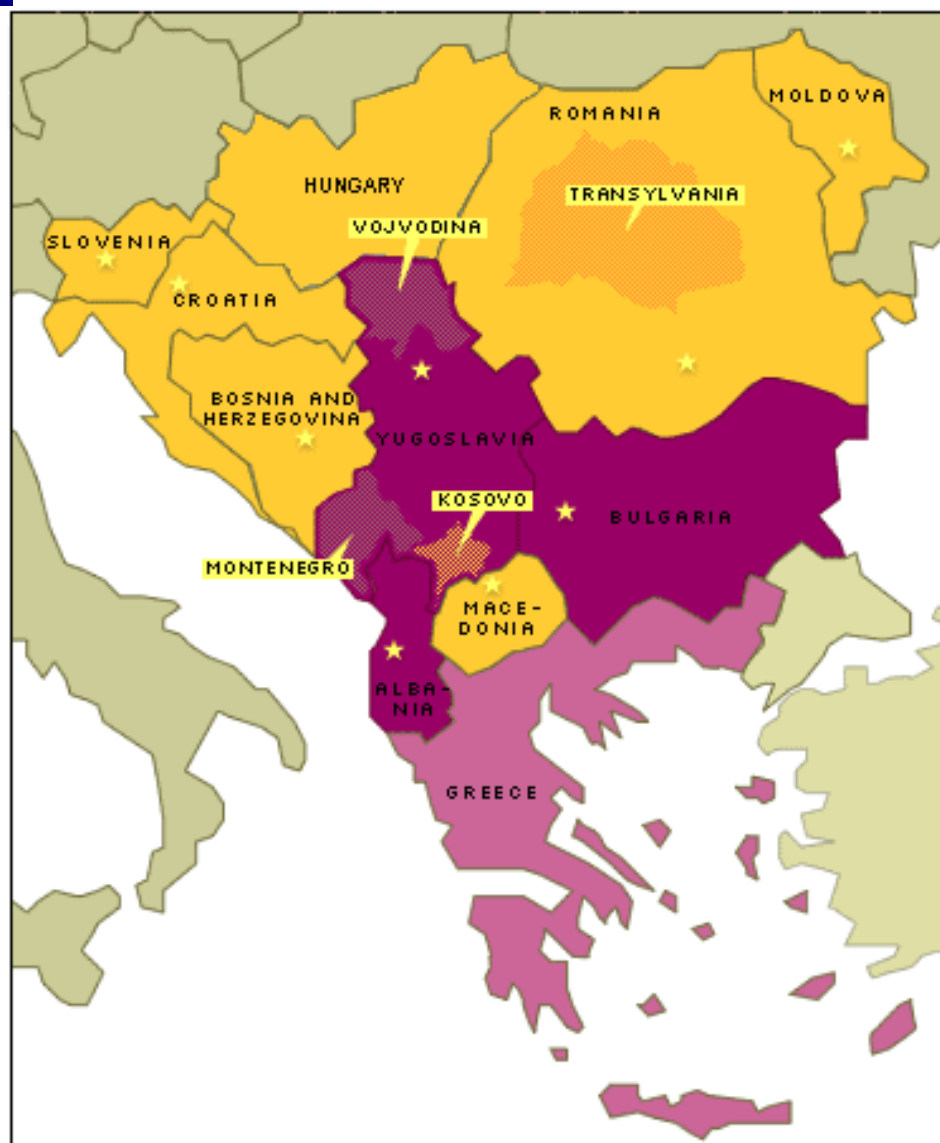 MOLDOVA
ROMANIA
HUNGARY
TRANSYLVANIA
VOJVODINA
SLOVENIA
CROATIA
BOSNIA AND
HERZEGOVINA
YUGOSLAVIA
KOSOVO
BULGARIA
MONTENEGRO
MACE-
DONIA
ALBA-
NIA
GREECE